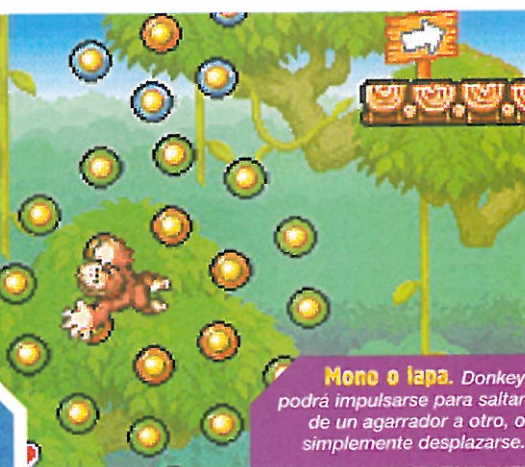 Mono o lapa. Donkey
podrá impulsarse para saltar
de un agarrador a otro, o
simplemente desplazarse.